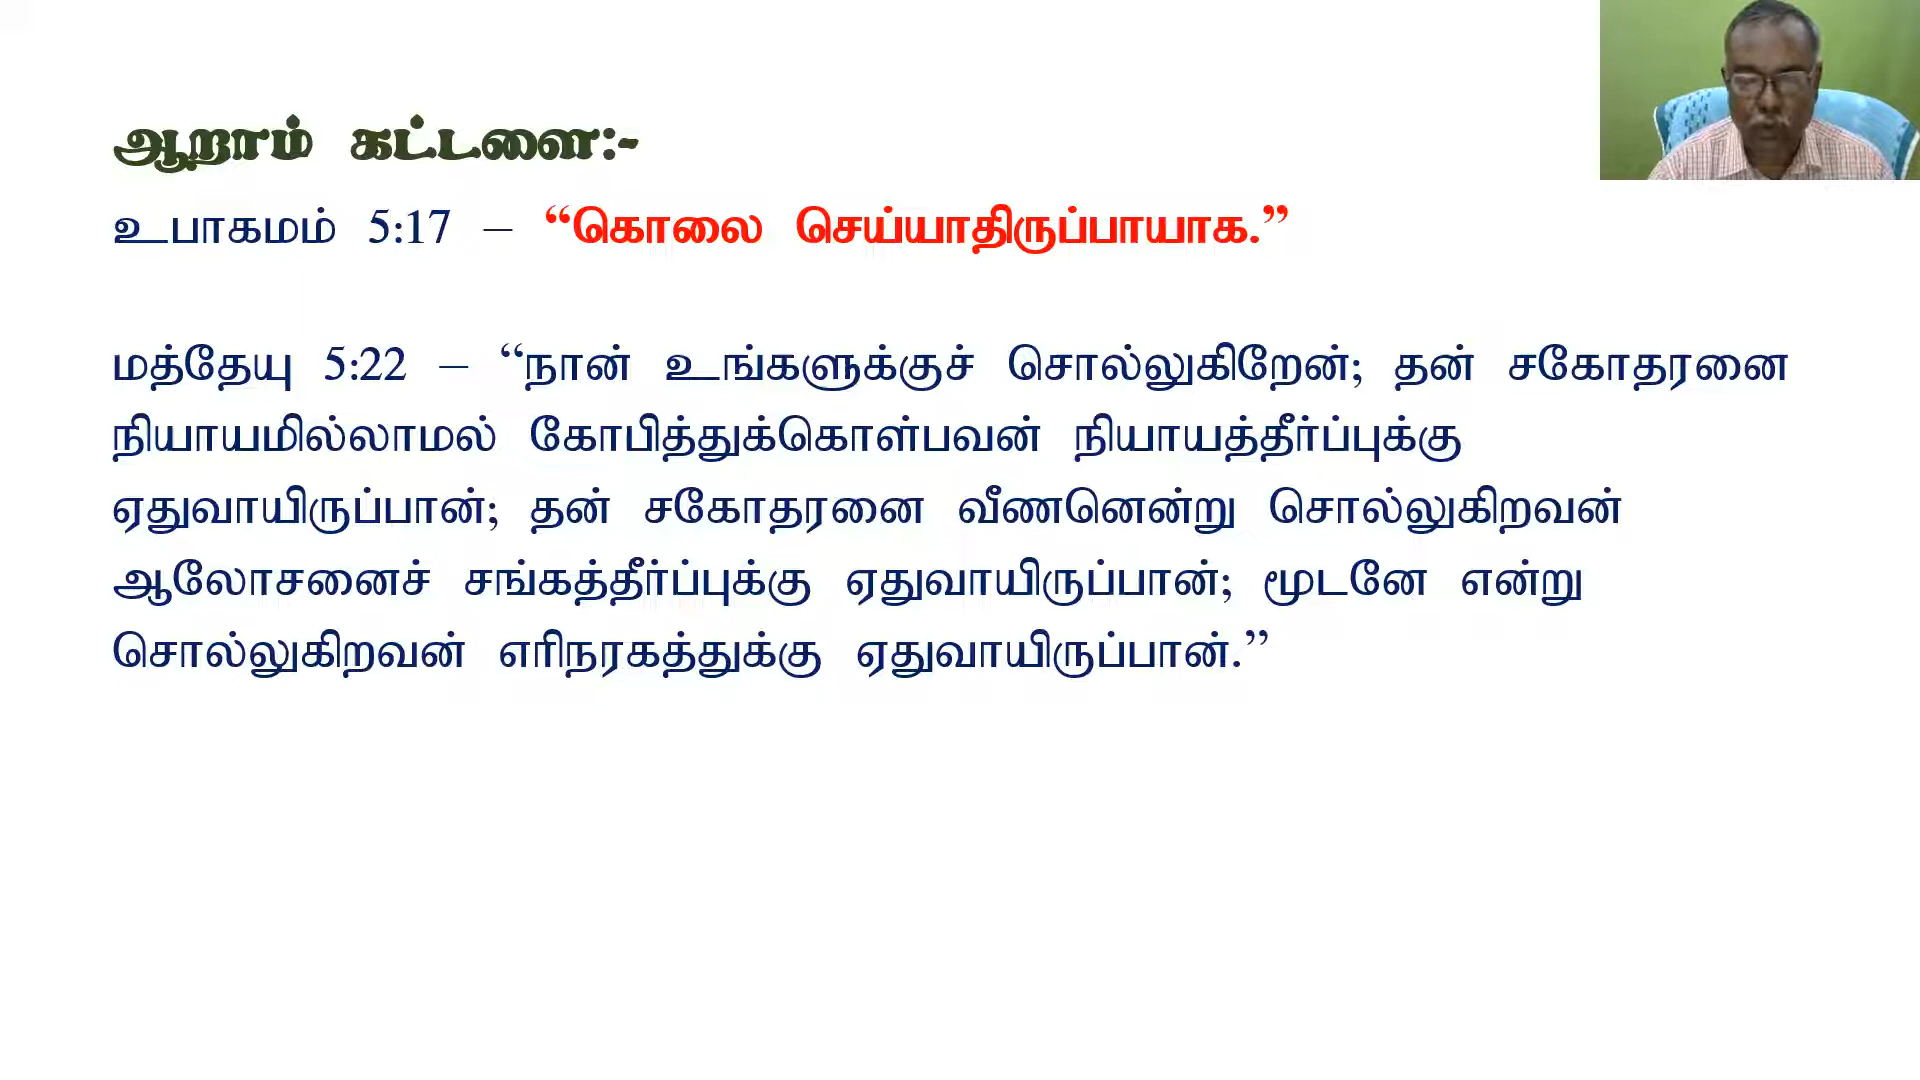 ஆறாம் கட்டளை:-
உபாகமம் 5:17 – “கொலை செய்யாதிருப்பாயாக.”
மத்தேயு 5:22 – “நான் உங்களுக்குச் சொல்லுகிறேன்; தன் சகோதரனை
நியாயமில்லாமல் கோபித்துக்கொள்பவன் நியாயத்தீர்ப்புக்கு
ஏதுவாயிருப்பான்; தன் சகோதரனை வீணனென்று சொல்லுகிறவன்
ஆலோசனைச் சங்கத்தீர்ப்புக்கு ஏதுவாயிருப்பான்; மூடனே என்று
சொல்லுகிறவன் எரிநரகத்துக்கு ஏதுவாயிருப்பான்.”